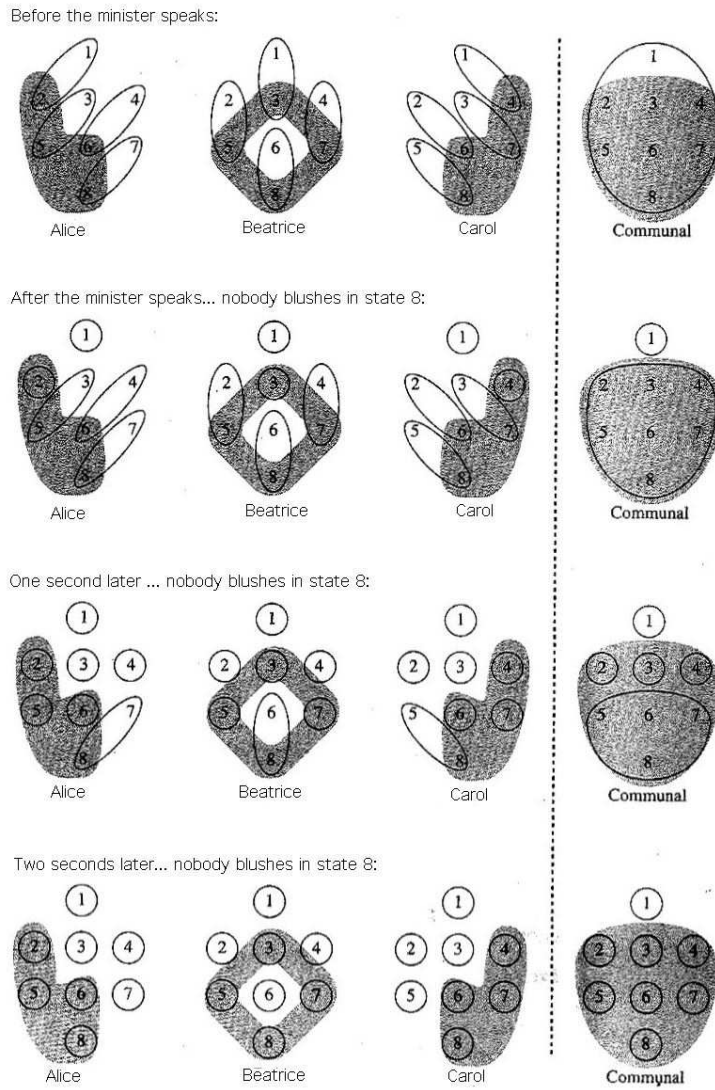 Before the minister speaks:
1 1 1 1
2 3 4 2 3 4 2 3 4 2 3 4
5 6 7 5 6 7 5 6 7 5 6 7
8 8 8 8
Alice Beatrice Carol Communal
After the minister speaks... nobody blushes in state 8:
1 1 1 1
2 3 4 2 3 4 2 3 4 2 3 4
5 6 7 5 6 7 5 6 7 5 6 7
8 8 8 8
Alice Beatrice Carol Communal
One second later ... nobody blushes in state 8:
1 1 1 1
2 3 4 2 3 4 2 3 4 2 3 4
5 6 7 5 6 7 5 6 7 5 6 7
8 8 8 8
Alice Beatrice Carol Communal
Two seconds later... nobody blushes in state 8:
1 1 1 1
2 3 4 2 3 4 2 3 4 2 3 4
5 6 7 5 6 7 5 6 7 5 6 7
8 8 8 8
Alice Beatrice Carol Communal